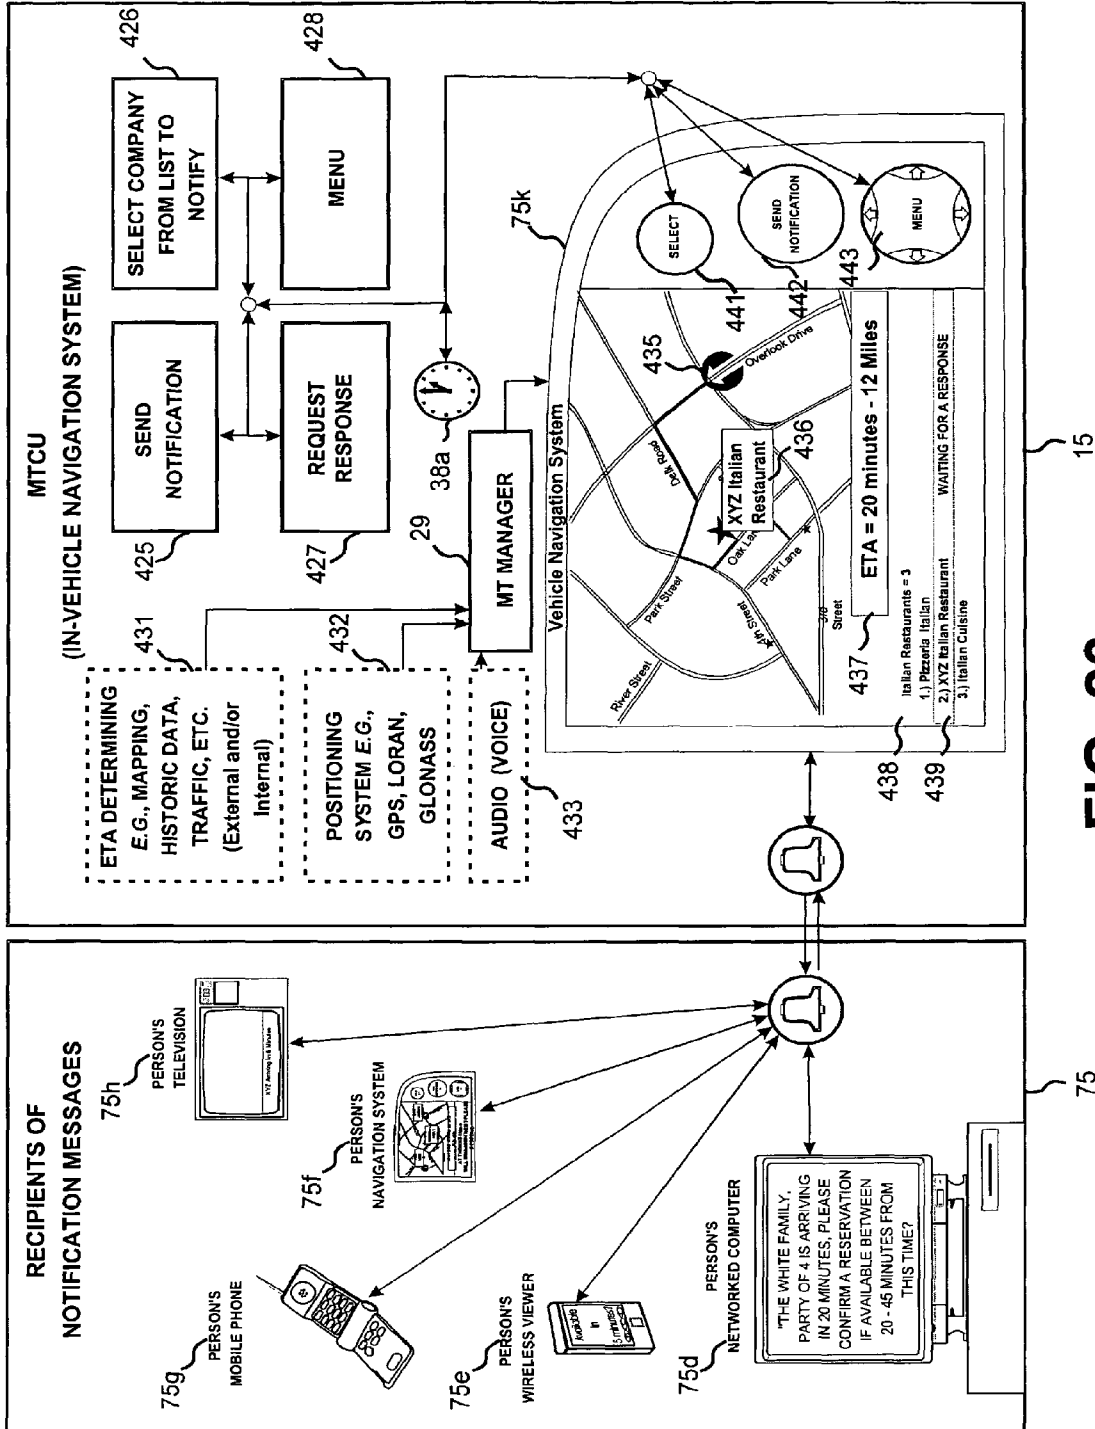 RECIPIENTS OF
NOTIFICATION MESSAGES
75g
PERSON'S
MOBILE PHONE
75h
PERSON'S
TELEVISION
75f
PERSON'S
NAVIGATION SYSTEM
75e
PERSON'S
WIRELESS VIEWER
Available
in
5 minutes?
75d
PERSON'S
NETWORKED COMPUTER
"THE WHITE FAMILY,
PARTY OF 4 IS ARRIVING
IN 20 MINUTES, PLEASE
CONFIRM A RESERVATION
IF AVAILABLE BETWEEN
20 - 45 MINUTES FROM
THIS TIME?
75
MTCU
(IN-VEHICLE NAVIGATION SYSTEM)
431
ETA DETERMINING
E.G., MAPPING,
HISTORIC DATA,
TRAFFIC, ETC.
(External and/or
Internal)
432
POSITIONING
SYSTEM E.G.,
GPS, LORAN,
GLONASS
AUDIO (VOICE)
433
425
SEND
NOTIFICATION
426
SELECT COMPANY
FROM LIST TO
NOTIFY
427
REQUEST
RESPONSE
428
MENU
38a
29
MT MANAGER
75k
Vehicle Navigation System
River Street
Park Street
Delk Road
4th Street
Oak Lan
Park Lane
Street
Overlook Drive
435
XYZ Italian
Restaurant
436
437
ETA = 20 minutes - 12 Miles
438
Italian Restaurants = 3
1.) Pizzeria Italian
439
2.) XYZ Italian Restaurant WAITING FOR A RESPONSE
3.) Italian Cuisine
SELECT
441
SEND
NOTIFICATION
442
MENU
443
15